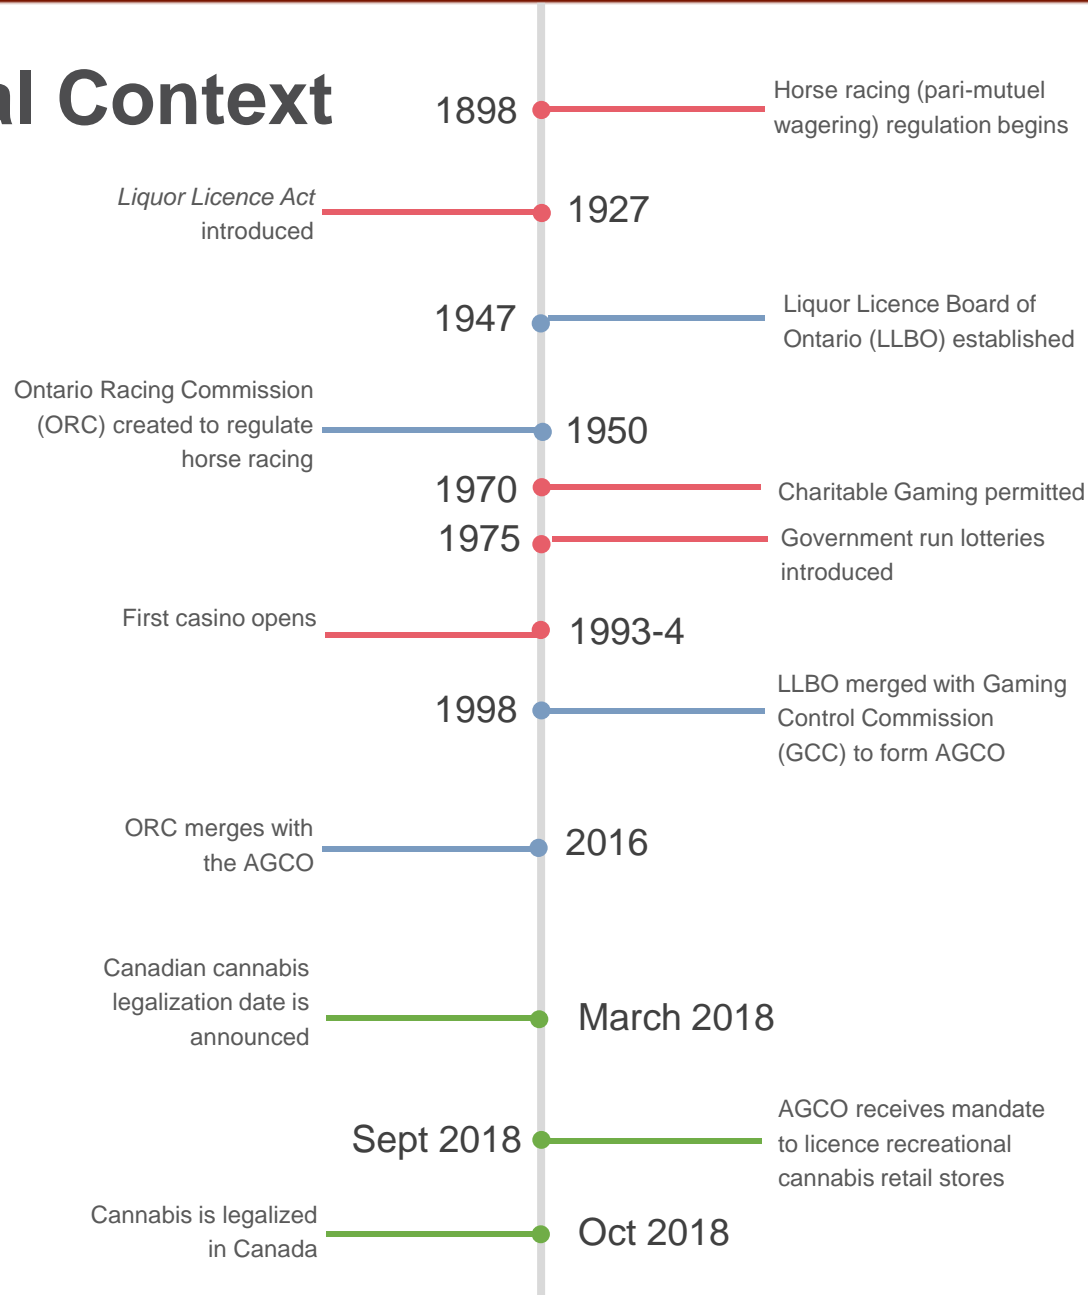 al Context
1898
Horse racing (pari-mutuel
wagering) regulation begins
Liquor Licence Act
introduced
1927
1947
Liquor Licence Board of
Ontario (LLBO) established
Ontario Racing Commission
(ORC) created to regulate
horse racing
1950
1970
Charitable Gaming permitted
1975
Government run lotteries
introduced
First casino opens
1993-4
1998
LLBO merged with Gaming
Control Commission
(GCC) to form AGCO
ORC merges with
the AGCO
2016
Canadian cannabis
legalization date is
announced
March 2018
Sept 2018
AGCO receives mandate
to licence recreational
cannabis retail stores
Cannabis is legalized
in Canada
Oct 2018